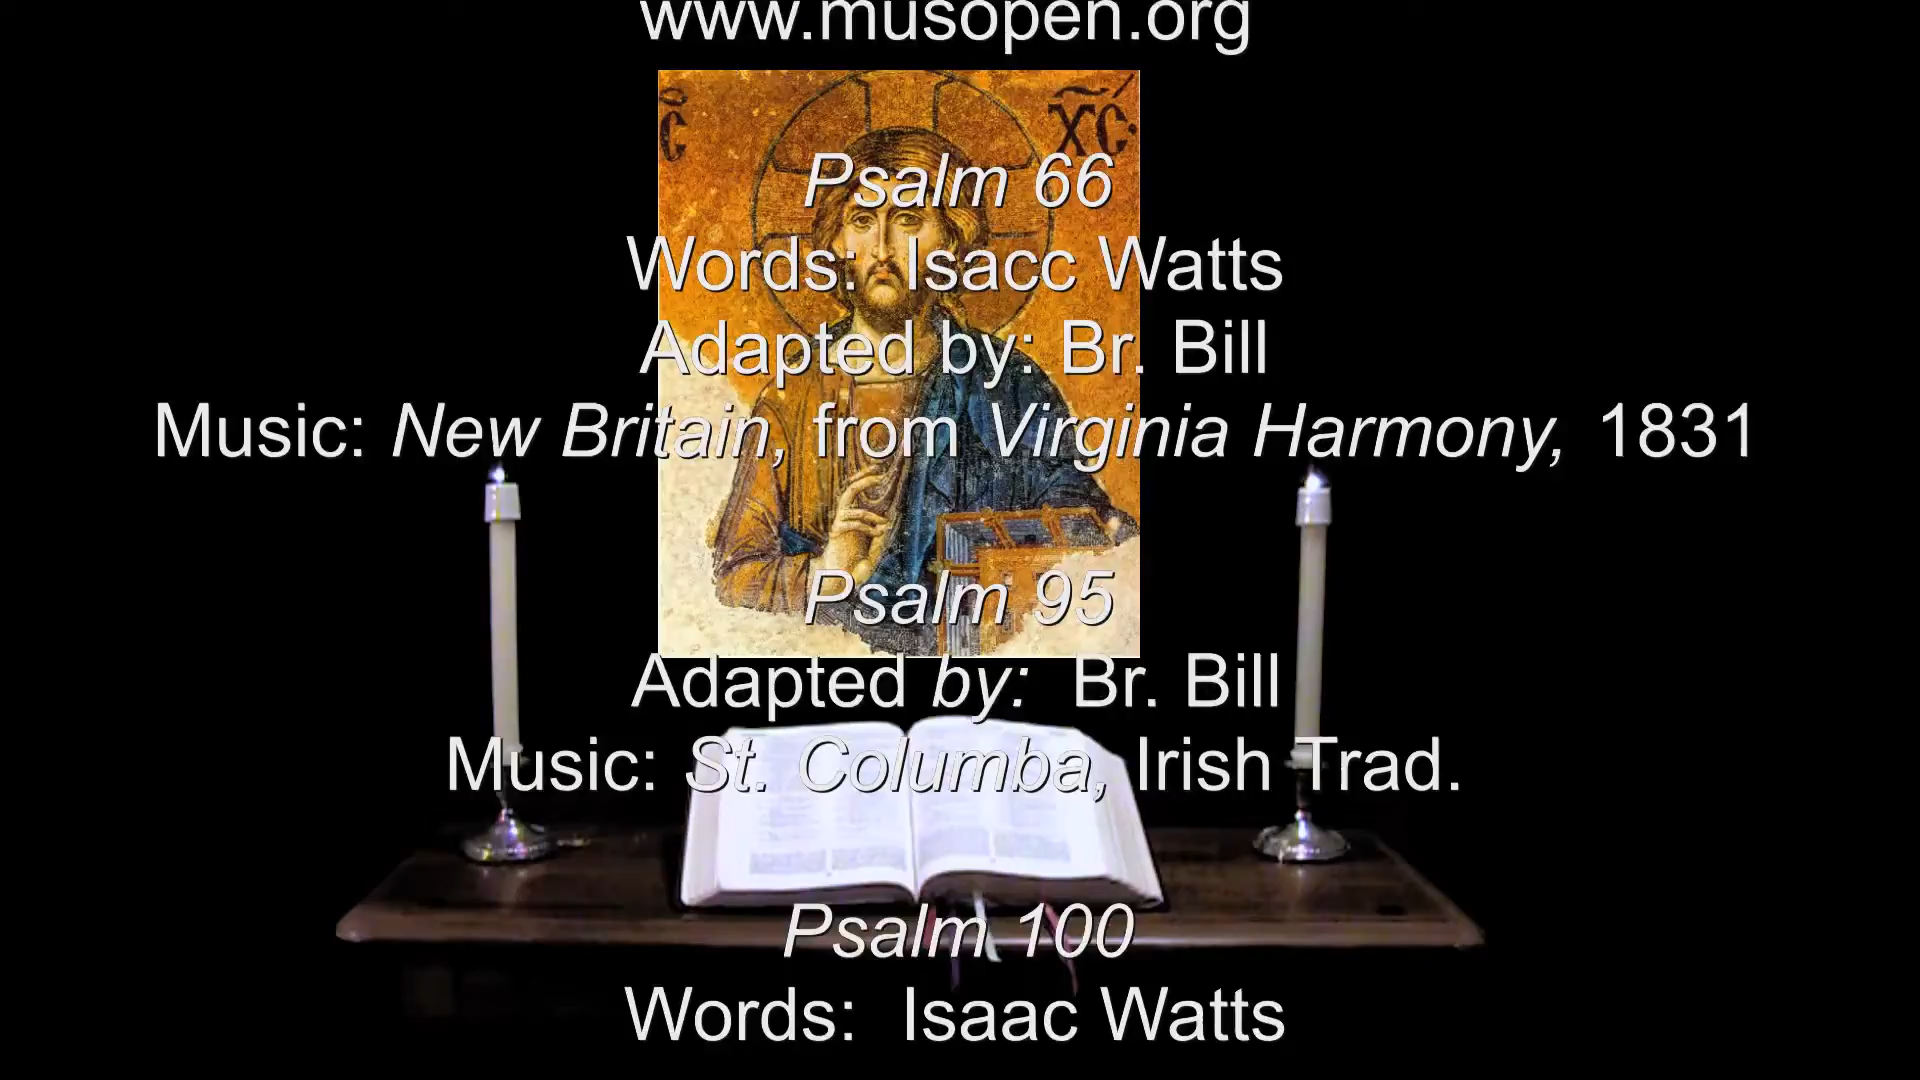 www.musopen.org
C̄
X̃Ć
Psalm 66
Words: Isacc Watts
Adapted by: Br. Bill
Music: New Britain, from Virginia Harmony, 1831
Psalm 95
Adapted by: Br. Bill
Music: St. Columba, Irish Trad.
Psalm 100
Words: Isaac Watts